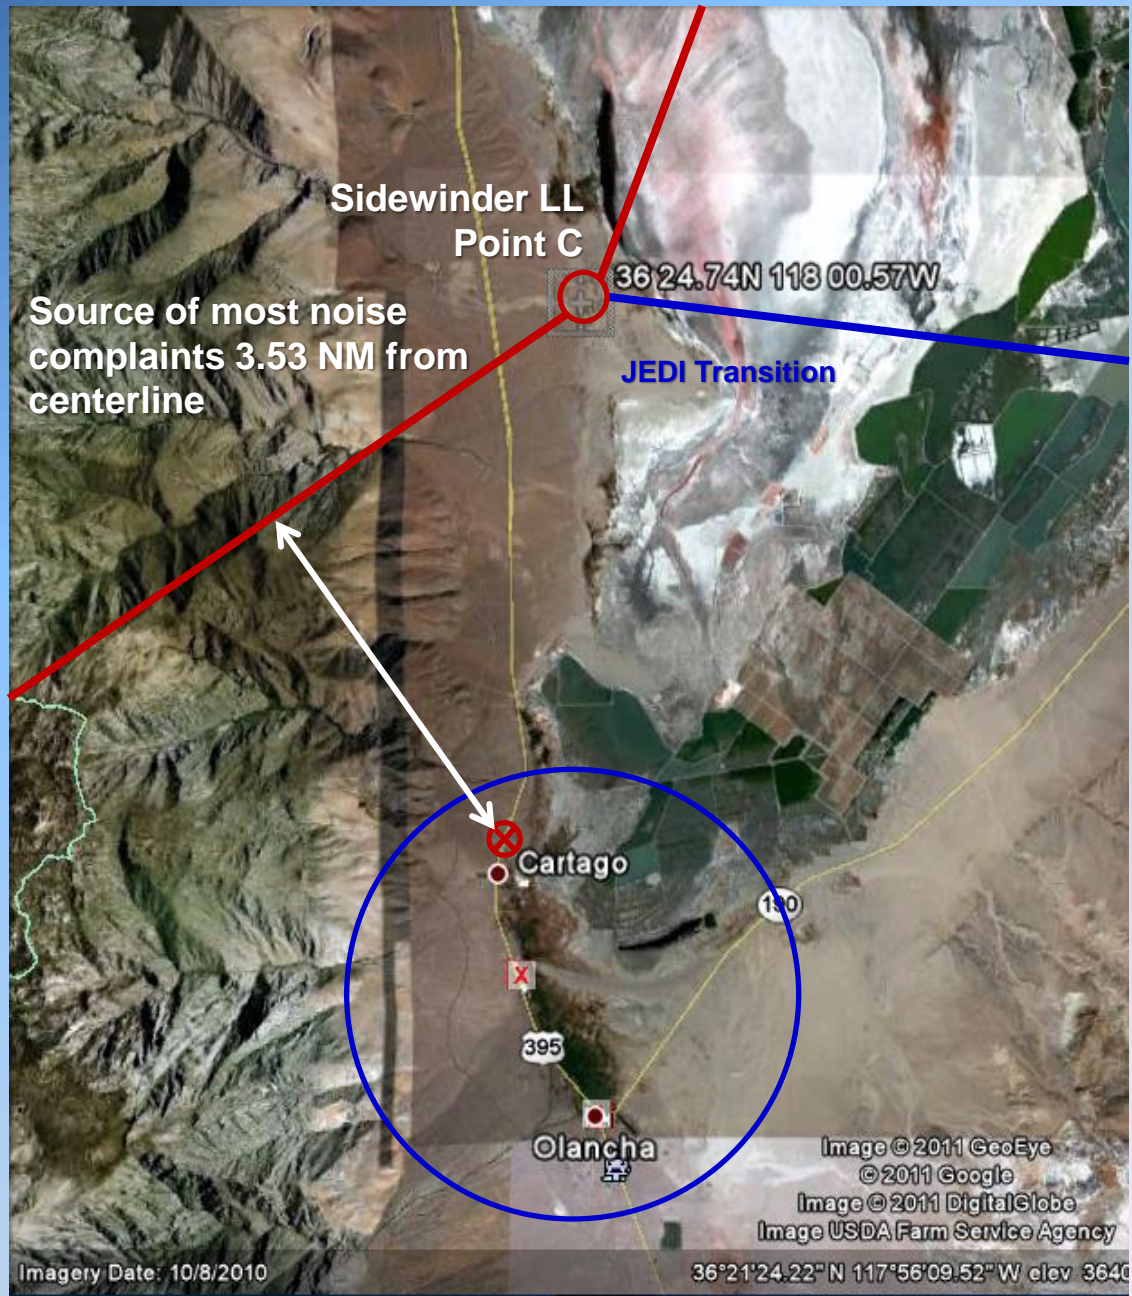 Sidewinder LL
Point C
36 24.74N 118 00.57W
Source of most noise
complaints 3.53 NM from
centerline
JEDI Transition
Cartago
190
X
395
Olancha
Image © 2011 GeoEye
© 2011 Google
Image © 2011 DigitalGlobe
Image USDA Farm Service Agency
Imagery Date: 10/8/2010
36°21'24.22" N 117°56'09.52" W elev 3640